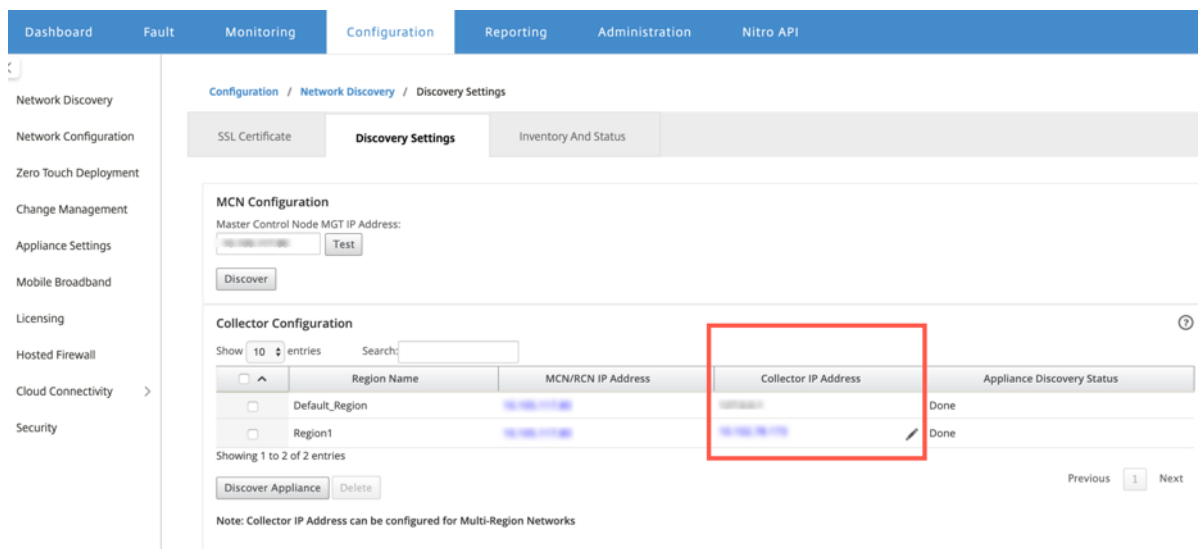 Dashboard Fault Monitoring Configuration Reporting Administration Nitro API
Network Discovery
Network Configuration
Zero Touch Deployment
Change Management
Appliance Settings
Mobile Broadband
Licensing
Hosted Firewall
Cloud Connectivity >
Security
Configuration / Network Discovery / Discovery Settings
SSL Certificate Discovery Settings Inventory And Status
MCN Configuration
Master Control Node MGT IP Address:
Test
Discover
Collector Configuration ?
Show 10 entries Search:
Region Name MCN/RCN IP Address Collector IP Address Appliance Discovery Status
Default_Region Done
Region1 Done
Showing 1 to 2 of 2 entries
Previous 1 Next
Discover Appliance Delete
Note: Collector IP Address can be configured for Multi-Region Networks